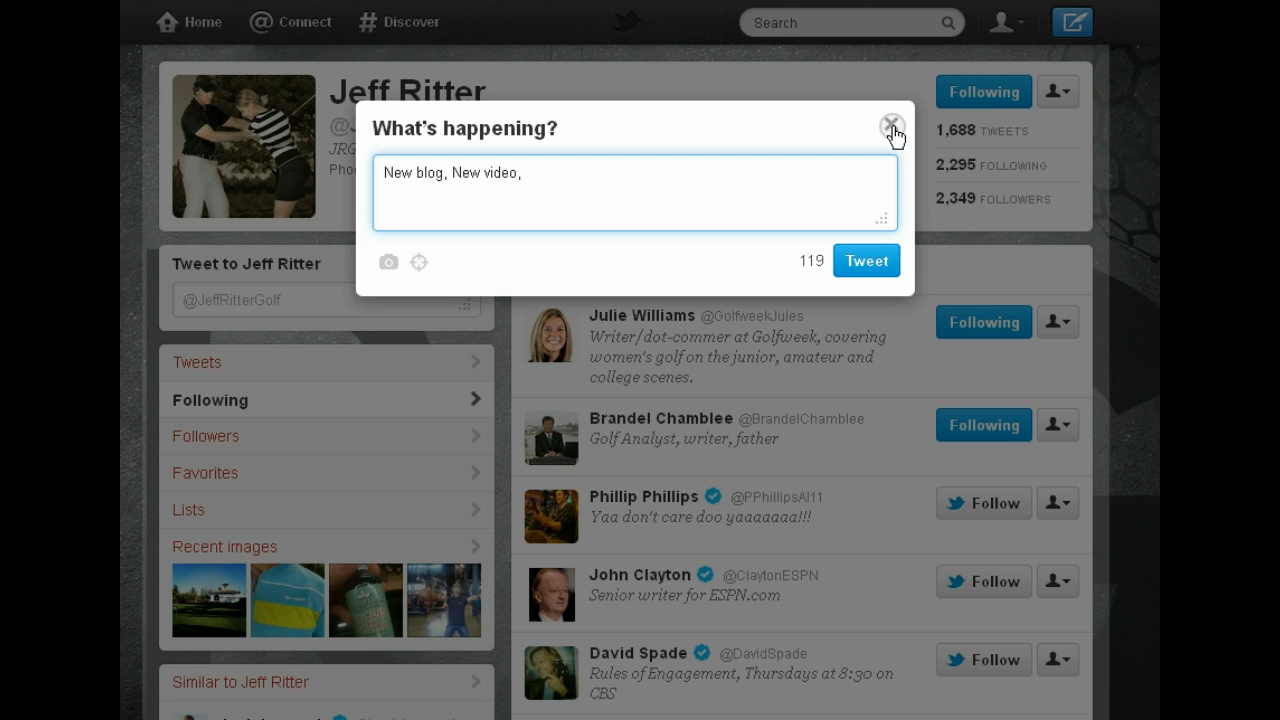 Home
Connect
Discover
Search
Jeff Ritter
Following
1,688 TWEETS
2,295 FOLLOWING
2,349 FOLLOWERS
What's happening?
New blog, New video,
119
Tweet
Tweet to Jeff Ritter
@JeffRitterGolf
Tweets
Following
Followers
Favorites
Lists
Recent images
Similar to Jeff Ritter
Julie Williams @GolfweekJules
Writer/dot-commer at Golfweek, covering
women's golf on the junior, amateur and
college scenes.
Following
Brandel Chamblee @BrandelChamblee
Golf Analyst, writer, father
Following
Phillip Phillips @PPhillipsAI11
Yaa don't care doo yaaaaaaa!!!
Follow
John Clayton @ClaytonESPN
Senior writer for ESPN.com
Follow
David Spade @DavidSpade
Rules of Engagement, Thursdays at 8:30 on
CBS
Follow